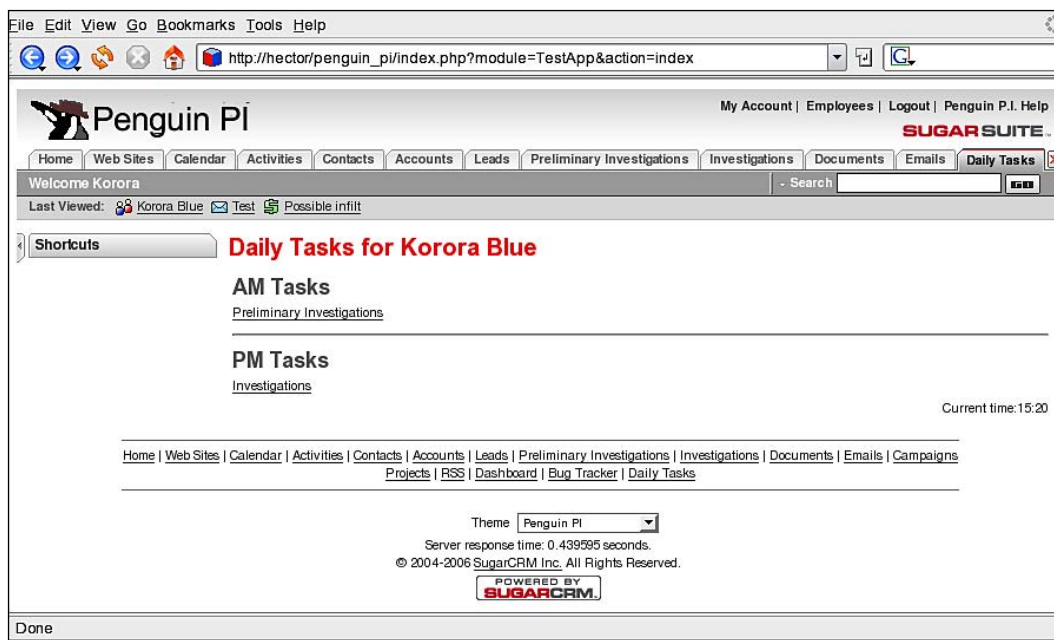 File Edit View Go Bookmarks Tools Help
http://hector/penguin_pi/index.php?module=TestApp&action=index
G
Penguin PI
My Account | Employees | Logout | Penguin P.I. Help
SUGARSUITE
Home Web Sites Calendar Activities Contacts Accounts Leads Preliminary Investigations Investigations Documents Emails Daily Tasks
Welcome Korora
- Search
GO
Last Viewed: Korora Blue Test Possible infilt
Shortcuts
Daily Tasks for Korora Blue
AM Tasks
Preliminary Investigations
PM Tasks
Investigations
Current time:15:20
Home | Web Sites | Calendar | Activities | Contacts | Accounts | Leads | Preliminary Investigations | Investigations | Documents | Emails | Campaigns
Projects | RSS | Dashboard | Bug Tracker | Daily Tasks
Theme Penguin PI
Server response time: 0.439595 seconds.
© 2004-2006 SugarCRM Inc. All Rights Reserved.
POWERED BY
SUGARCRM.
Done